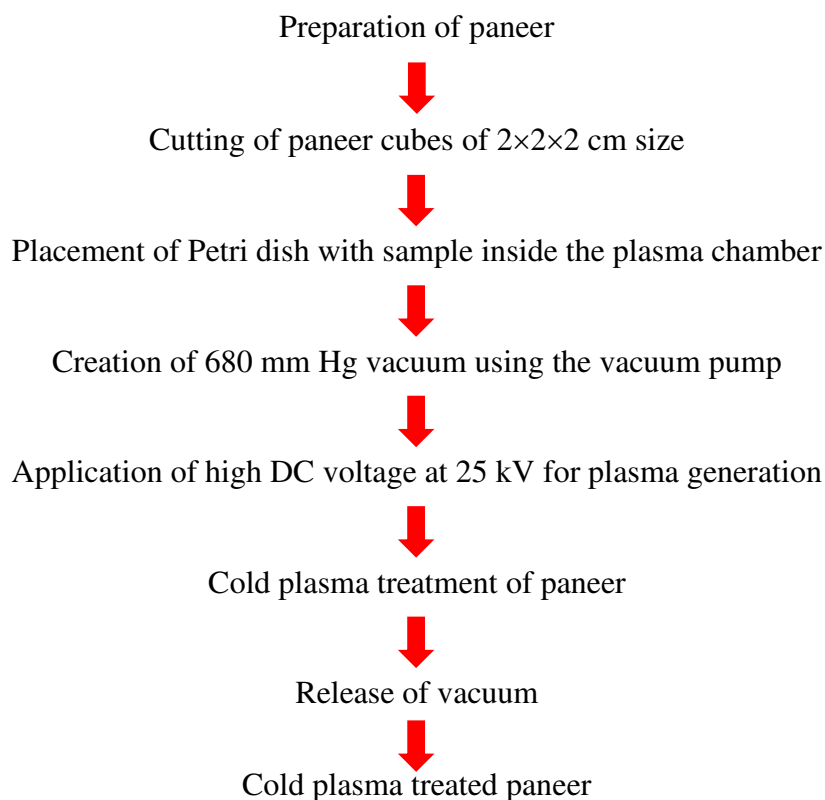 Preparation of paneer
Cutting of paneer cubes of 2×2×2 cm size
Placement of Petri dish with sample inside the plasma chamber
Creation of 680 mm Hg vacuum using the vacuum pump
Application of high DC voltage at 25 kV for plasma generation
Cold plasma treatment of paneer
Release of vacuum
Cold plasma treated paneer